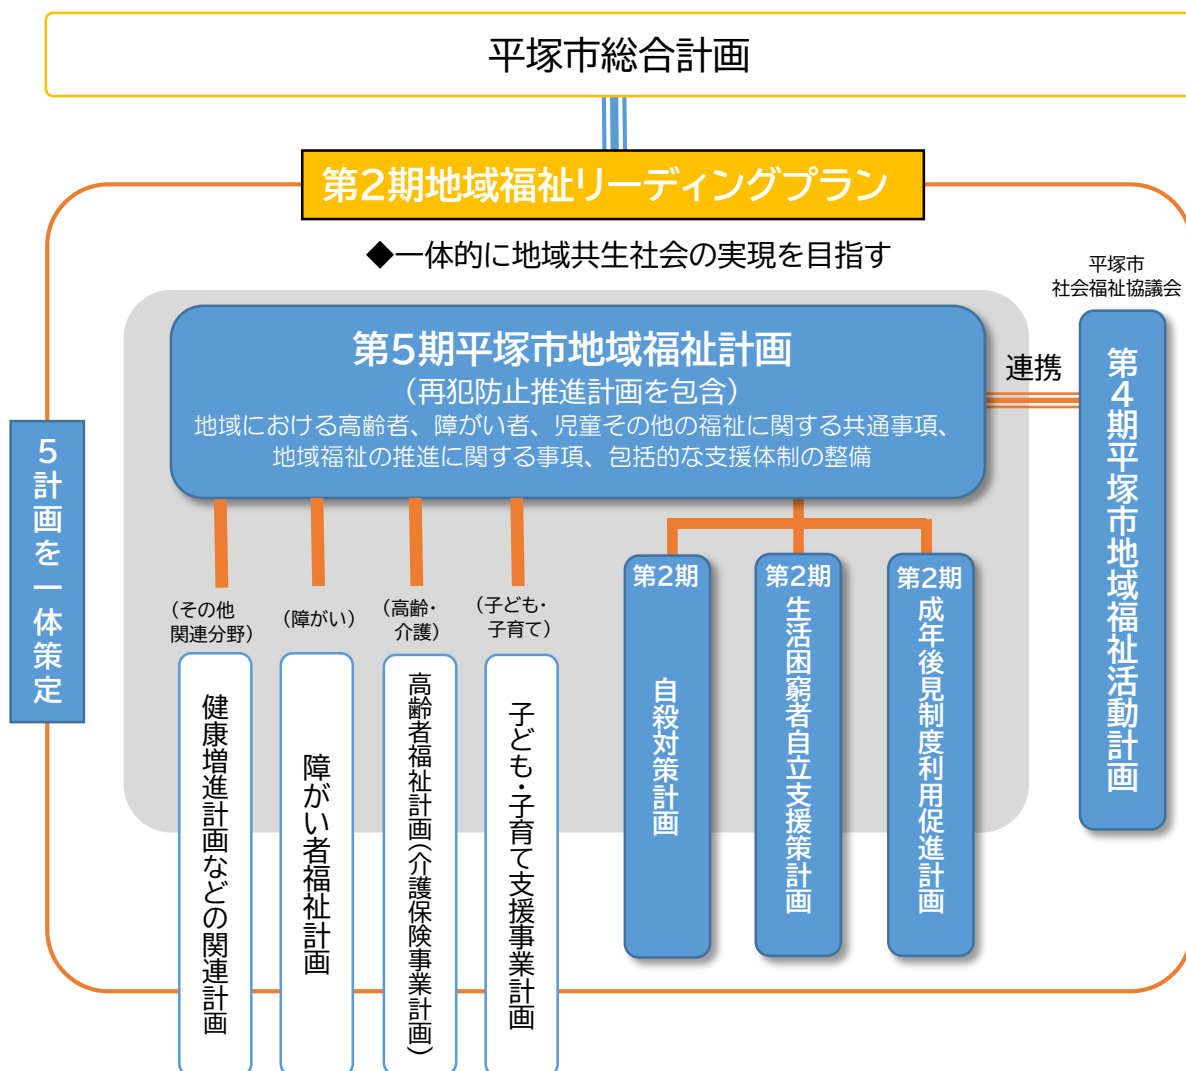 平塚市総合計画
第2期地域福祉リーディングプラン
◆一体的に地域共生社会の実現を目指す
平塚市
社会福祉協議会
第5期平塚市地域福祉計画
（再犯防止推進計画を包含）
地域における高齢者、障がい者、児童その他の福祉に関する共通事項、
地域福祉の推進に関する事項、包括的な支援体制の整備
連携
第4期平塚市地域福祉活動計画
5計画を一体策定
（その他
関連分野）
健康増進計画などの関連計画
（障がい）
障がい者福祉計画
（高齢・
介護）
高齢者福祉計画（介護保険事業計画）
（子ども・
子育て）
子ども・子育て支援事業計画
第2期
自殺対策計画
第2期
生活困窮者自立支援策計画
第2期
成年後見制度利用促進計画